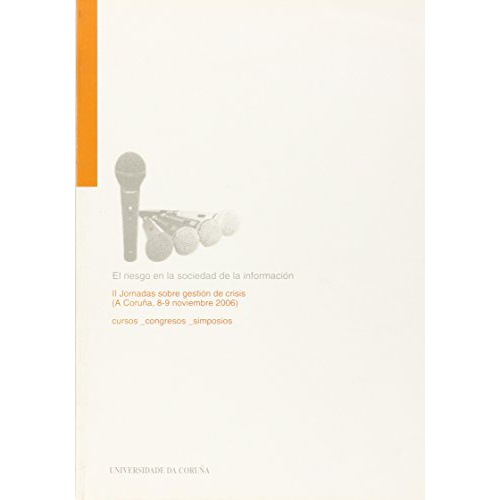 El riesgo en la sociedad de la información
II Jornadas sobre gestión de crisis
(A Coruña, 8-9 noviembre 2006)
cursos _congresos _simposios
UNIVERSIDADE DA CORUÑA